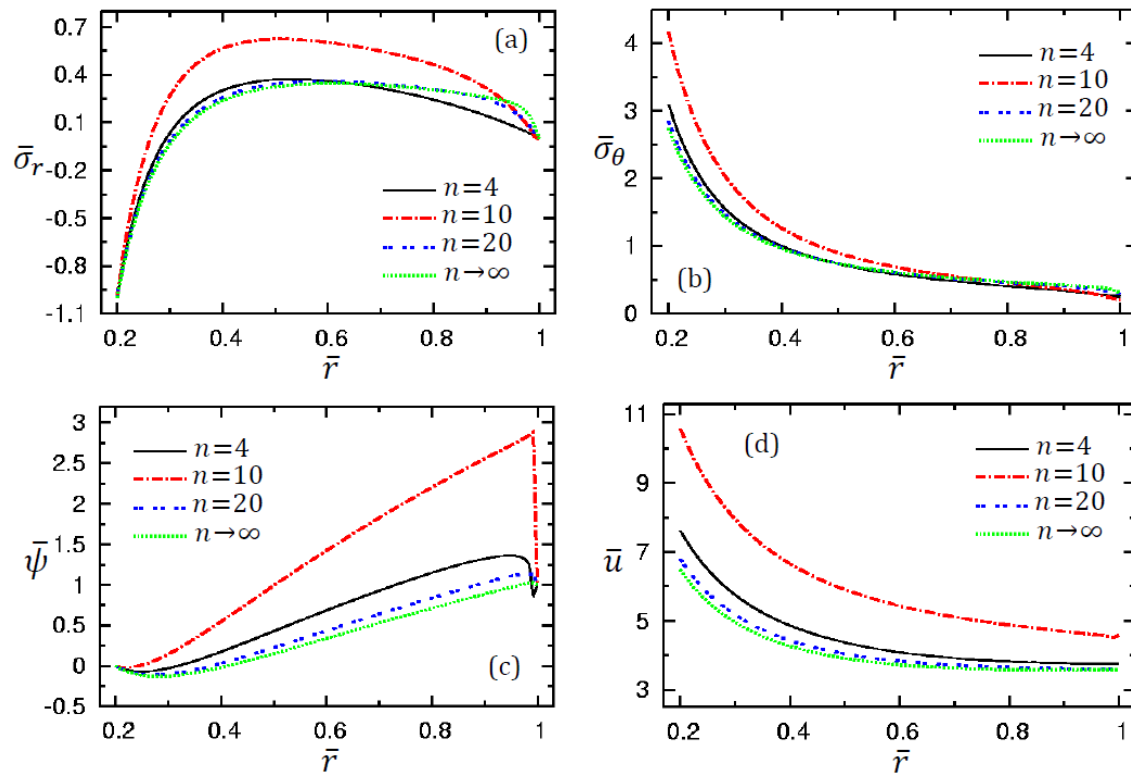 0.7
0.4
0.1
-0.2
-0.5
-0.8
-1.1
σ̄r
(a)
n=4
n=10
n=20
n→∞
0.2 0.4 0.6 0.8 1
r̄
4
3
2
1
0
σ̄θ
n=4
n=10
n=20
n→∞
(b)
0.2 0.4 0.6 0.8 1
r̄
3
2.5
2
1.5
1
0.5
0
-0.5
ψ̄
n=4
n=10
n=20
n→∞
(c)
0.2 0.4 0.6 0.8 1
r̄
11
9
7
5
3
ū
(d)
n=4
n=10
n=20
n→∞
0.2 0.4 0.6 0.8 1
r̄